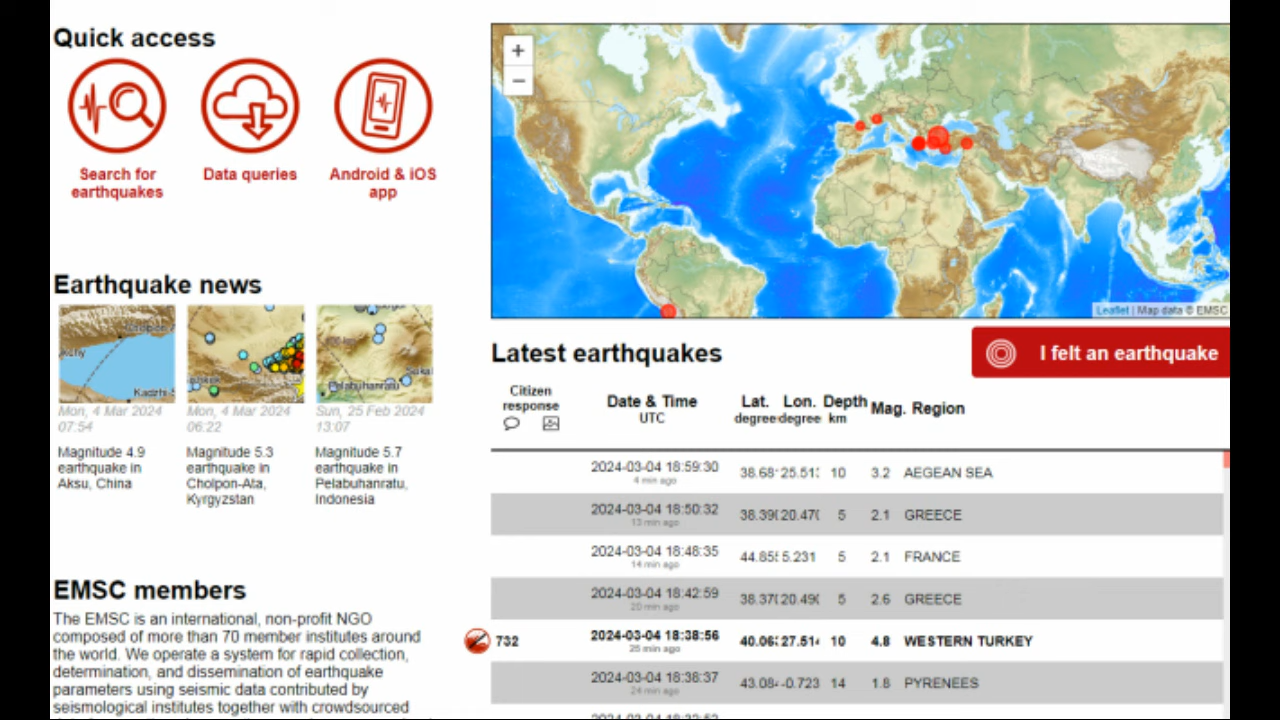 Quick access
Search for
earthquakes
Data queries
Android & iOS
app
Earthquake news
Mon, 4 Mar 2024
07:54
Mon, 4 Mar 2024
06:22
Sun, 25 Feb 2024
13:07
Magnitude 4.9
earthquake in
Aksu, China
Magnitude 5.3
earthquake in
Cholpon-Ata,
Kyrgyzstan
Magnitude 5.7
earthquake in
Pelabuhanratu,
Indonesia
EMSC members
The EMSC is an international, non-profit NGO
composed of more than 70 member institutes around
the world. We operate a system for rapid collection,
determination, and dissemination of earthquake
parameters using seismic data contributed by
seismological institutes together with crowdsourced
+
−
Leaflet | Map data © EMSC
Latest earthquakes
I felt an earthquake
Citizen
response
Date & Time
UTC
Lat.
degree
Lon.
degree
Depth
km
Mag.
Region
2024-03-04 18:59:30 10 3.2 AEGEAN SEA
4 min ago
2024-03-04 18:50:32 5 2.1 GREECE
13 min ago
2024-03-04 18:48:35 5.231 5 2.1 FRANCE
14 min ago
2024-03-04 18:42:59 5 2.6 GREECE
20 min ago
732 2024-03-04 18:38:56 10 4.8 WESTERN TURKEY
25 min ago
2024-03-04 18:38:37 -0.723 14 1.8 PYRENEES
24 min ago